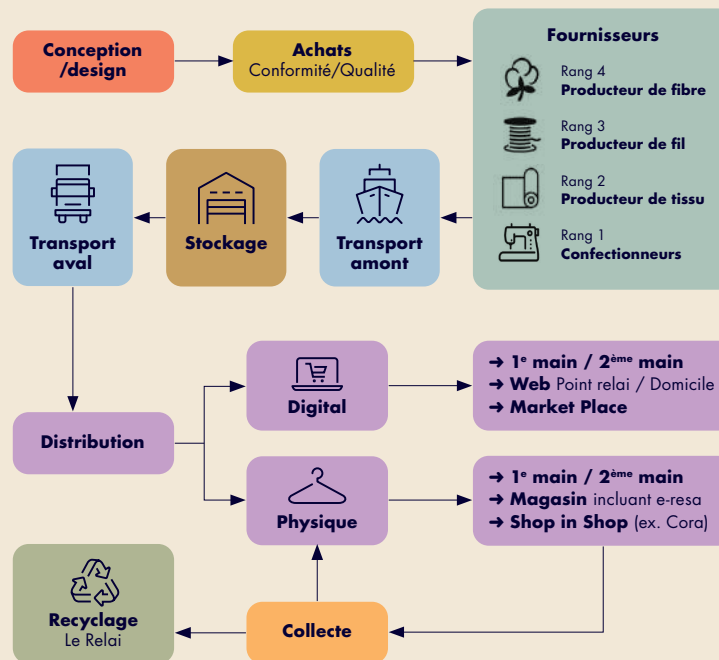 Conception
/design
Achats
Conformité/Qualité
Fournisseurs
Rang 4
Producteur de fibre
Rang 3
Producteur de fil
Rang 2
Producteur de tissu
Rang 1
Confectionneurs
Transport
amont
Stockage
Transport
aval
Distribution
Digital
➔ 1e main / 2ème main
➔ Web Point relai / Domicile
➔ Market Place
Physique
➔ 1e main / 2ème main
➔ Magasin incluant e-resa
➔ Shop in Shop (ex. Cora)
Collecte
Recyclage
Le Relai